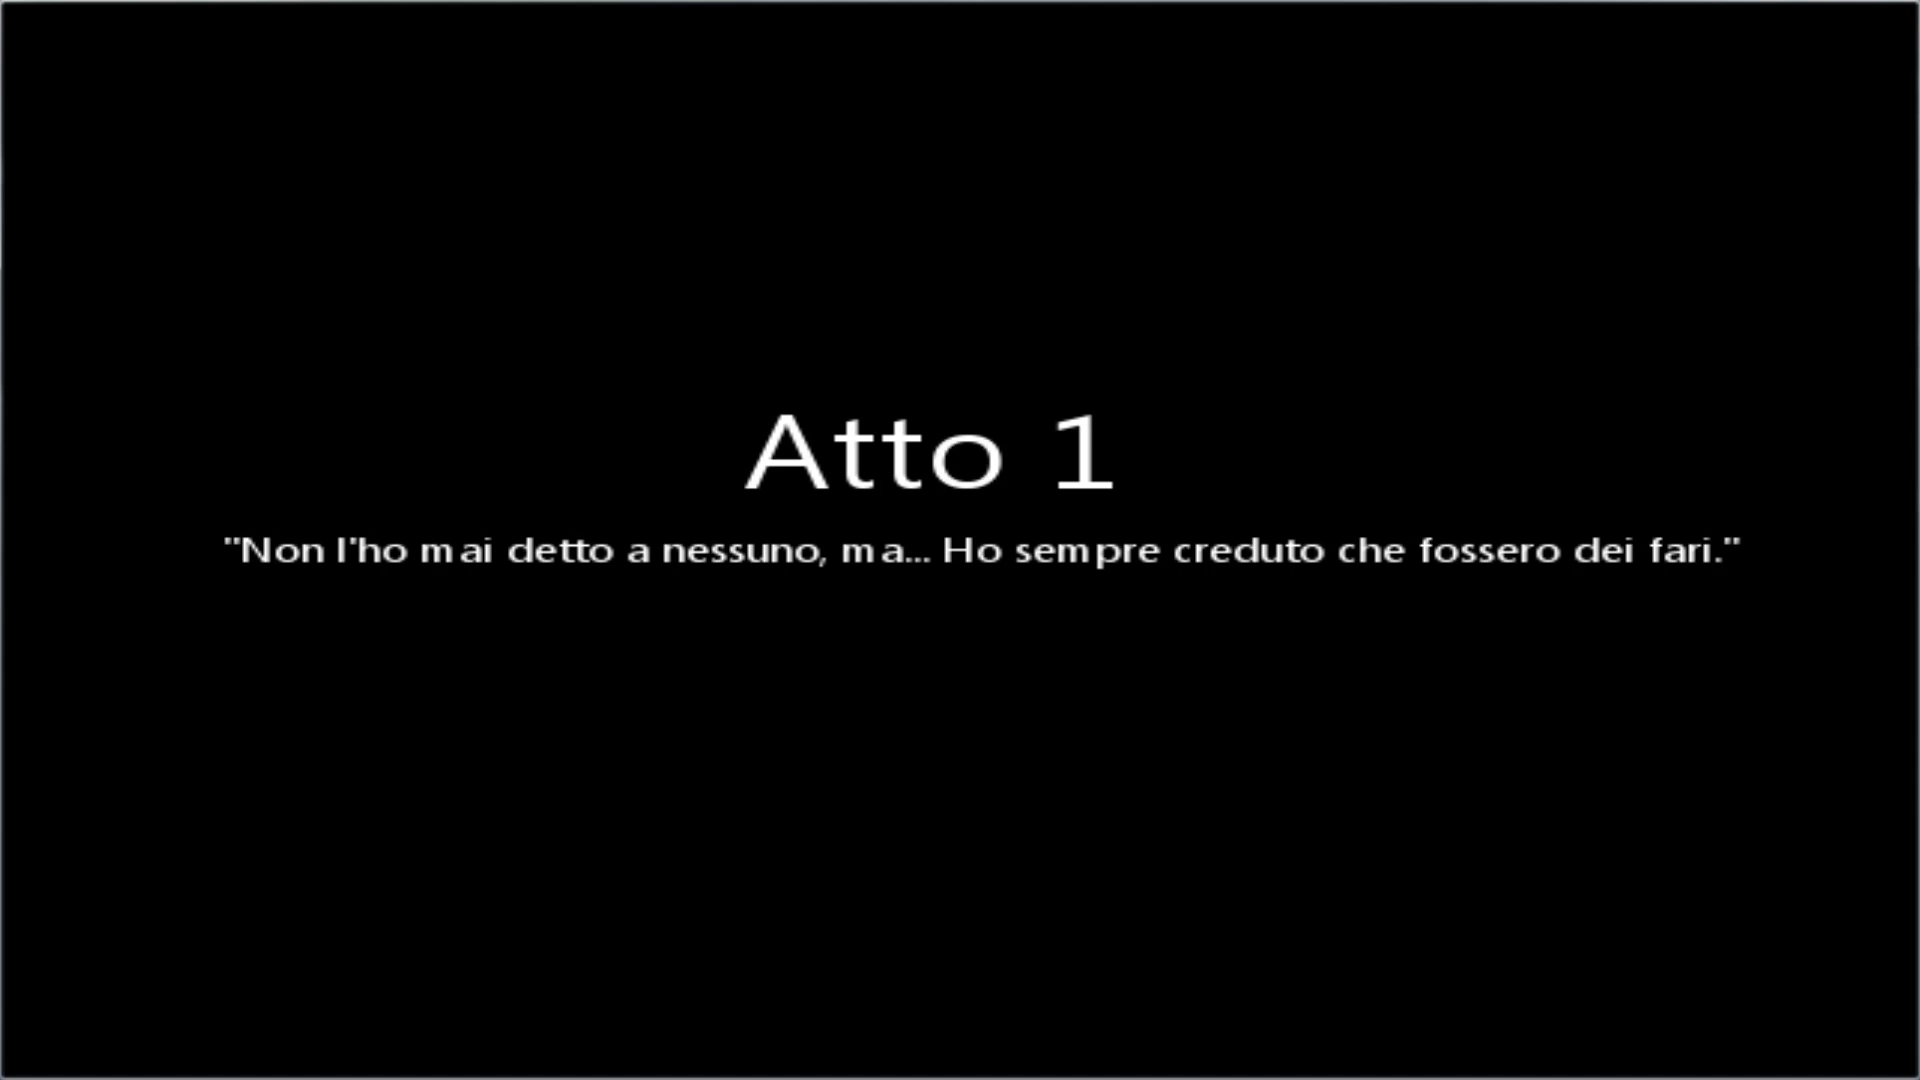 Atto 1
"Non l'ho mai detto a nessuno, ma... Ho sempre creduto che fossero dei fari."